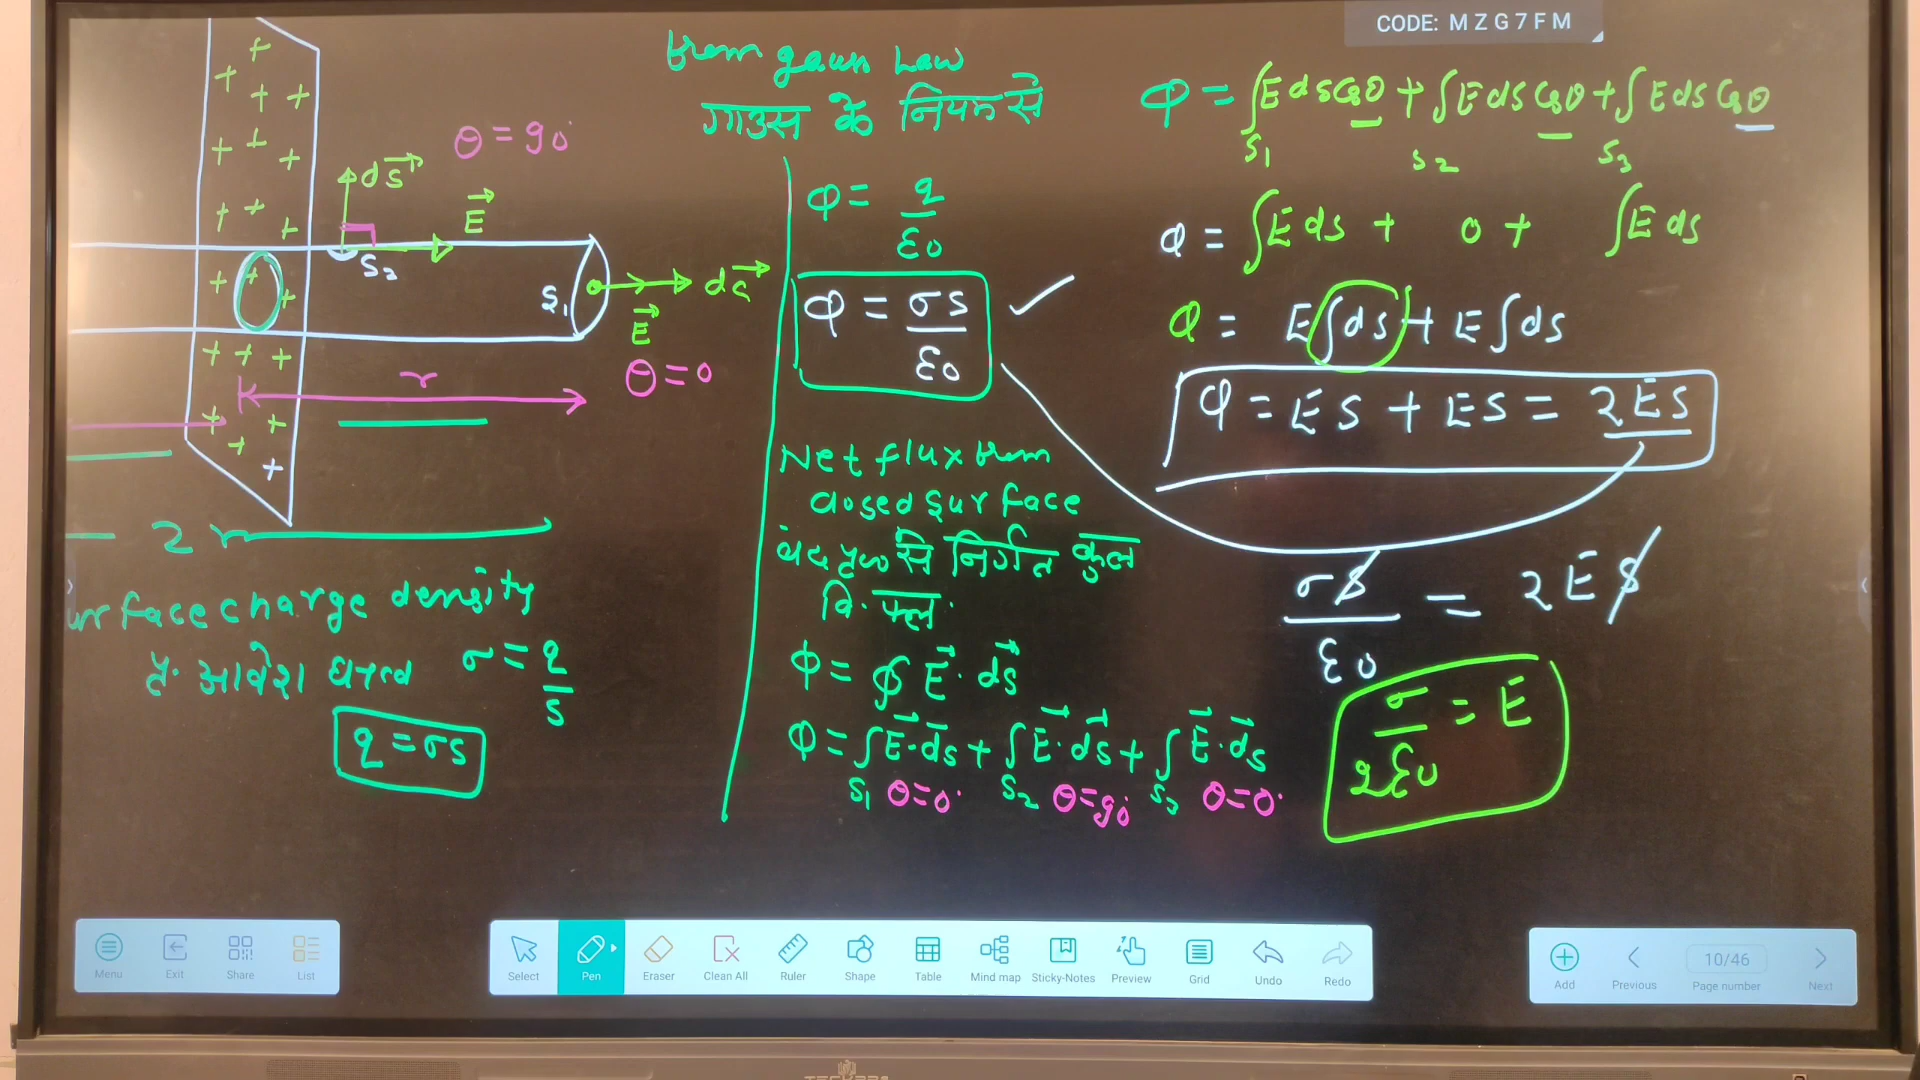 CODE: M Z G 7 F M
θ = 90°
dS
E
S₂
S₁
ds
E
θ = 0
r
2r
urface charge density
पृ. आवेश घनत्व σ = q/s
q = σs
from gauss Law
गाउस के नियम से
φ = q/ε0
φ = σs/ε0
Net flux from
closed surface
बंद पृष्ठ से निर्गत कुल
वि. फ्ल.
φ = ∮ E · ds
φ = ∫ E · ds + ∫ E · ds + ∫ E · ds
S₁ θ=0° S₂ θ=90° S₃ θ=0°
φ = ∫ E ds cosθ + ∫ E ds cosθ + ∫ E ds cosθ
S₁ S₂ S₃
φ = ∫ E ds + 0 + ∫ E ds
φ = E ∫ ds + E ∫ ds
φ = ES + ES = 2ES
σS/ε0 = 2ES
σ/2ε0 = E
Menu
Exit
Share
List
Select
Pen
Eraser
Clean All
Ruler
Shape
Table
Mind map
Sticky-Notes
Preview
Grid
Undo
Redo
Add
Previous
10/46
Page number
Next